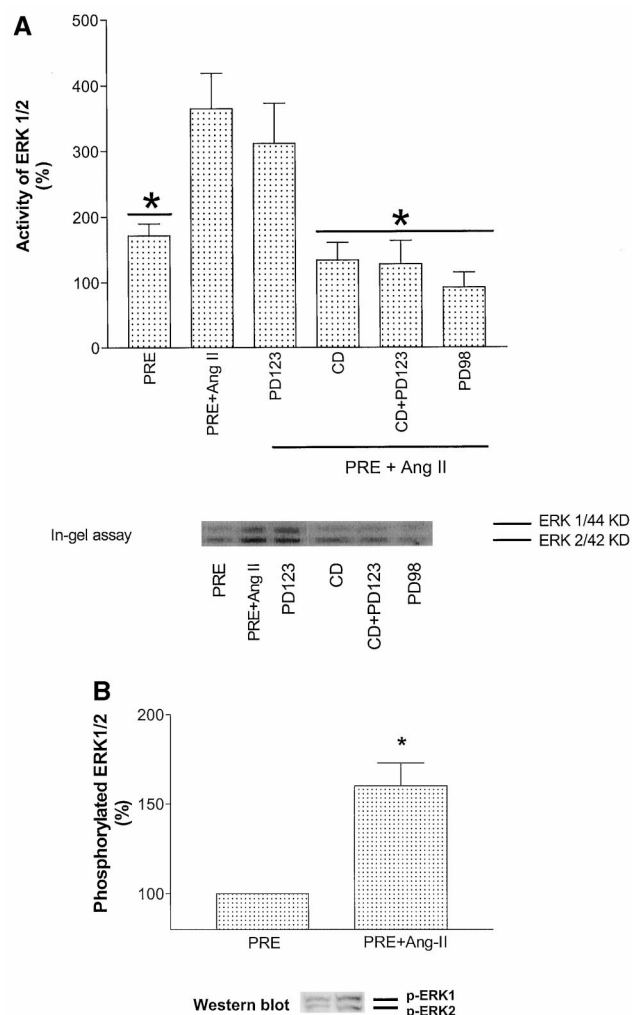 A
500
400
300
200
100
0
Activity of ERK 1/2
(%)
*
*
PRE
PRE+Ang II
PD123
CD
CD+PD123
PD98
PRE + Ang II
In-gel assay
ERK 1/44 KD
ERK 2/42 KD
PRE
PRE+Ang II
PD123
CD
CD+PD123
PD98
B
200
150
100
Phosphorylated ERK1/2
(%)
*
PRE
PRE+Ang-II
Western blot
p-ERK1
p-ERK2